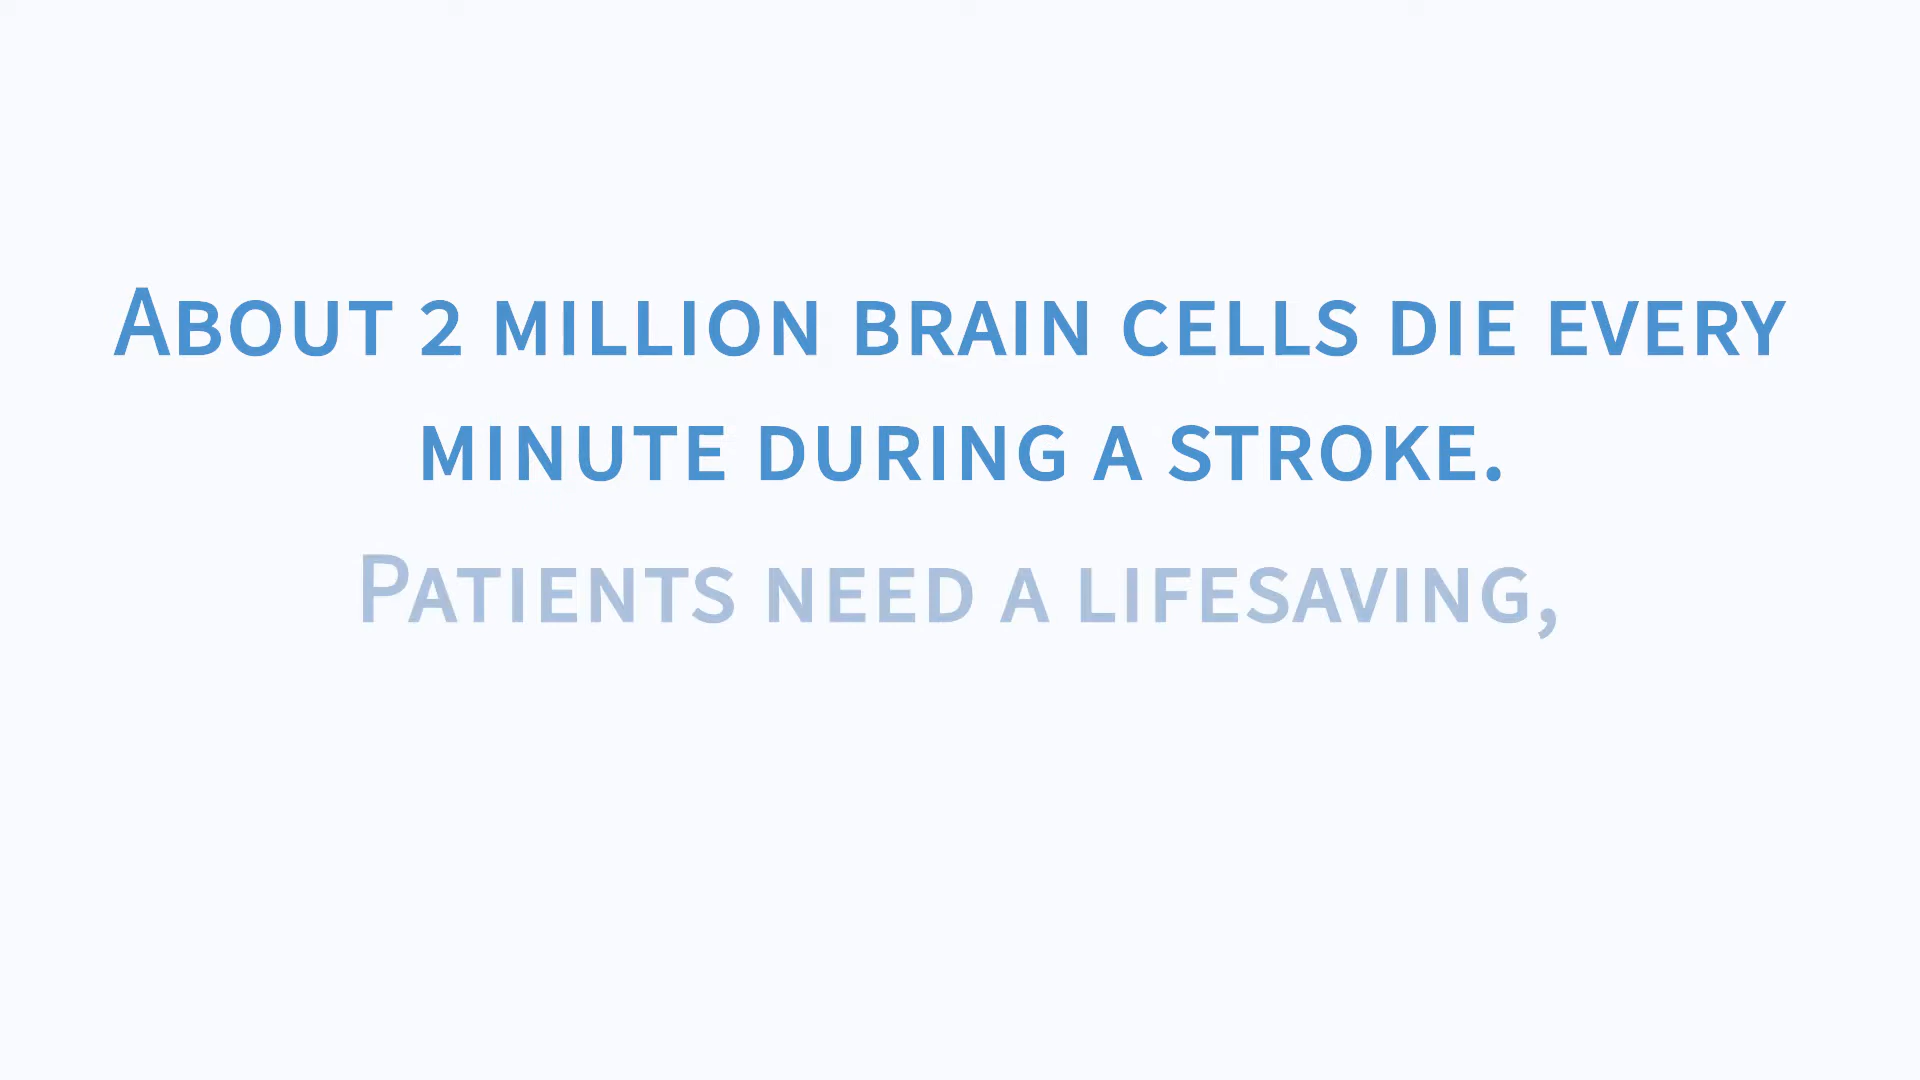 About 2 million brain cells die every
minute during a stroke.
Patients need a lifesaving,